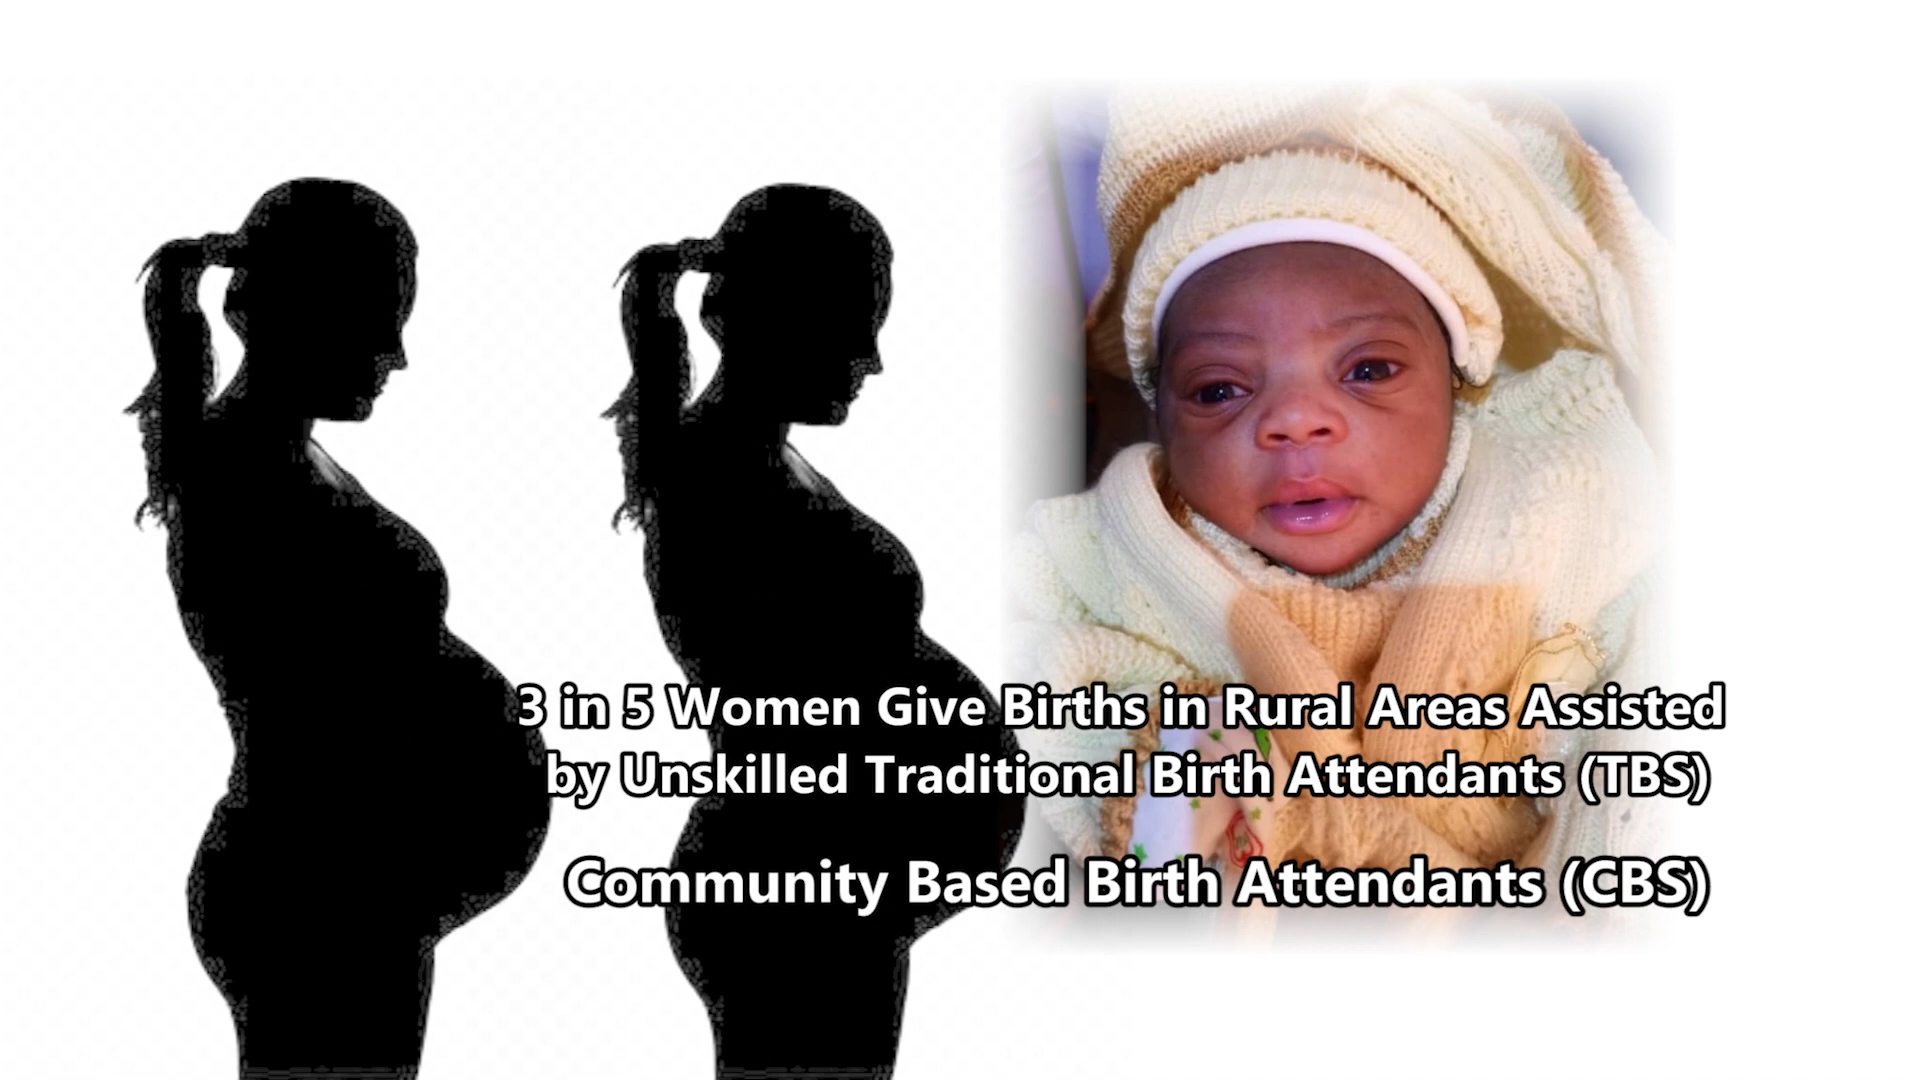 3 in 5 Women Give Births in Rural Areas Assisted
by Unskilled Traditional Birth Attendants (TBS)
Community Based Birth Attendants (CBS)